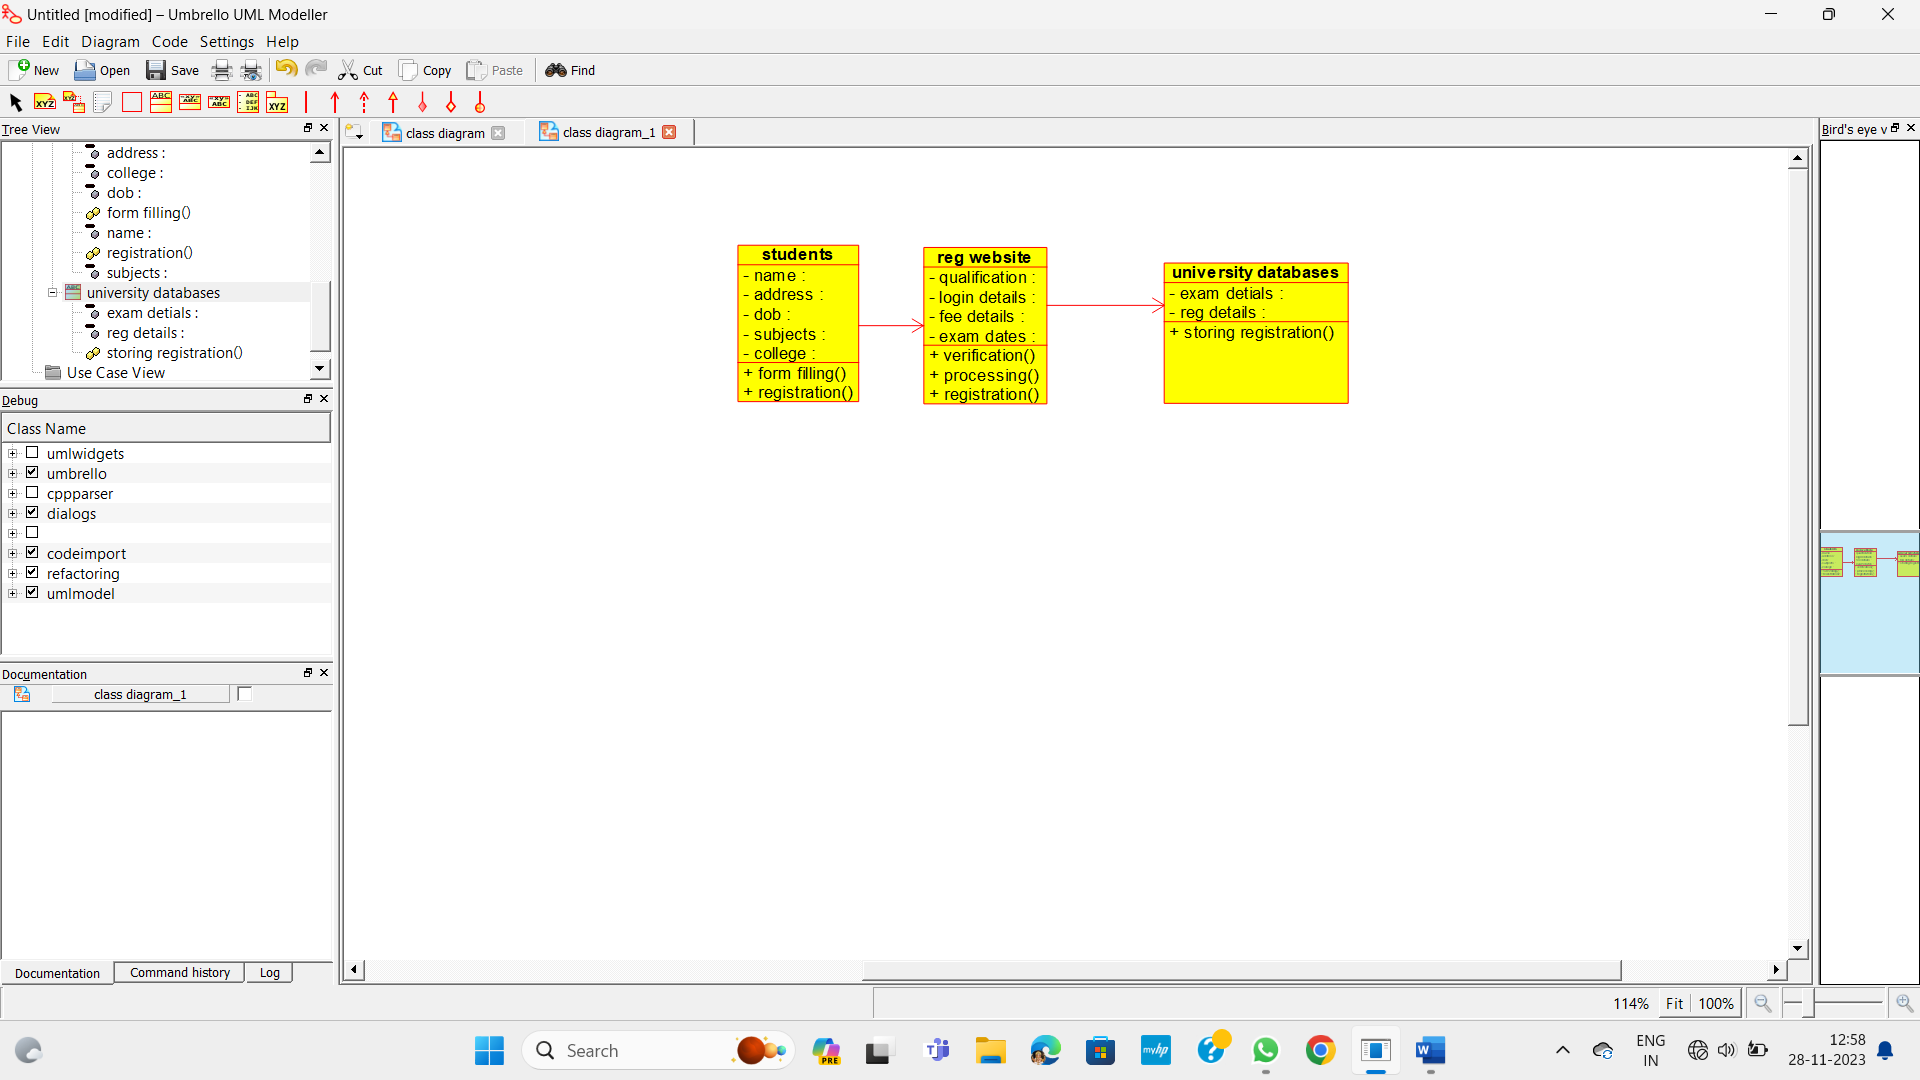 Untitled [modified] – Umbrello UML Modeller
File Edit Diagram Code Settings Help
New Open Save Cut Copy Paste Find
Tree View
address :
college :
dob :
form filling()
name :
registration()
subjects :
university databases
exam detials :
reg details :
storing registration()
Use Case View
Debug
Class Name
umlwidgets
umbrello
cppparser
dialogs
codeimport
refactoring
umlmodel
Documentation
class diagram_1
Documentation Command history Log
class diagram class diagram_1
students
- name :
- address :
- dob :
- subjects :
- college :
+ form filling()
+ registration()
reg website
- qualification :
- login details :
- fee details :
- exam dates :
+ verification()
+ processing()
+ registration()
university databases
- exam detials :
- reg details :
+ storing registration()
Bird's eye v
114% Fit 100%
Search
PRE
myhp
ENG
IN
12:58
28-11-2023